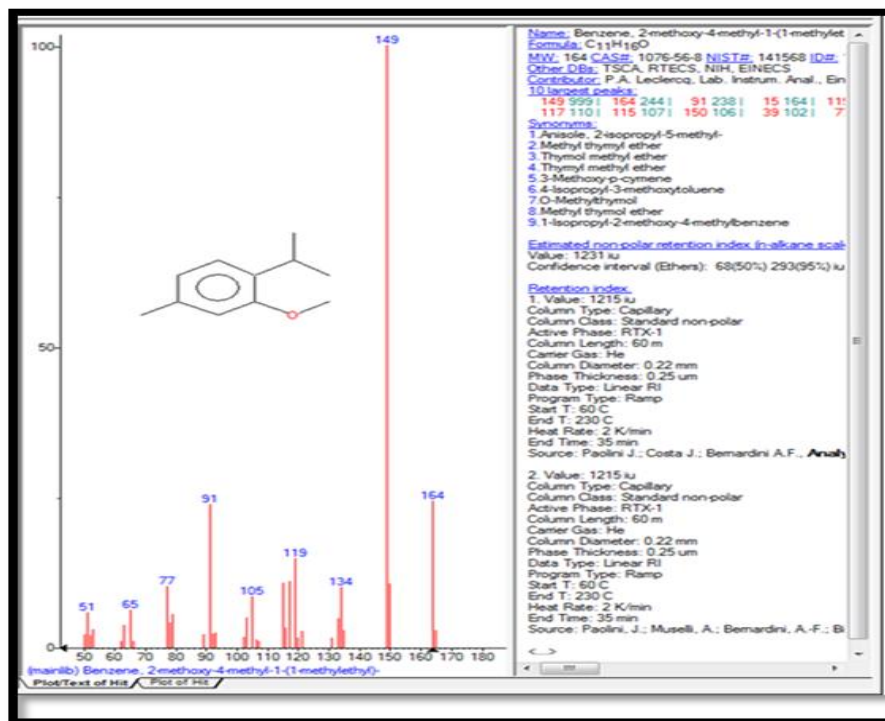 100
149
50
51
65
77
91
105
119
134
164
0
50 60 70 80 90 100 110 120 130 140 150 160 170 180
(mainlib) Benzene, 2-methoxy-4-methyl-1-(1-methylethyl)-
Plot/Text of Hit Plot of Hit
O
Name: Benzene, 2-methoxy-4-methyl-1-(1-methylet
Formula: C11H16O
MW: 164 CAS#: 1076-56-8 NIST#: 141568 ID#:
Other DBs: TSCA, RTECS, NIH, EINECS
Contributor: P.A. Leclercq, Lab. Instrum. Anal., Ein
10 largest peaks:
149 999 | 164 244 | 91 238 | 15 164 |
117 110 | 115 107 | 150 106 | 39 102 |
Synonyms:
1.Anisole, 2-isopropyl-5-methyl-
2.Methyl thymyl ether
3.Thymol methyl ether
4.Thymyl methyl ether
5.3-Methoxy-p-cymene
6.4-Isopropyl-3-methoxytoluene
7.O-Methylthymol
8.Methyl thymol ether
9.1-Isopropyl-2-methoxy-4-methylbenzene
Estimated non-polar retention index (n-alkane scal
Value: 1231 iu
Confidence interval (Ethers): 68(50%) 293(95%) iu
Retention index.
1. Value: 1215 iu
Column Type: Capillary
Column Class: Standard non-polar
Active Phase: RTX-1
Column Length: 60 m
Carrier Gas: He
Column Diameter: 0.22 mm
Phase Thickness: 0.25 um
Data Type: Linear RI
Program Type: Ramp
Start T: 60 C
End T: 230 C
Heat Rate: 2 K/min
End Time: 35 min
Source: Paolini J.; Costa J.; Bernardini A.F., Analy
2. Value: 1215 iu
Column Type: Capillary
Column Class: Standard non-polar
Active Phase: RTX-1
Column Length: 60 m
Carrier Gas: He
Column Diameter: 0.22 mm
Phase Thickness: 0.25 um
Data Type: Linear RI
Program Type: Ramp
Start T: 60 C
End T: 230 C
Heat Rate: 2 K/min
End Time: 35 min
Source: Paolini, J.; Muselli, A.; Bernardini, A.-F.; Bi
<...>